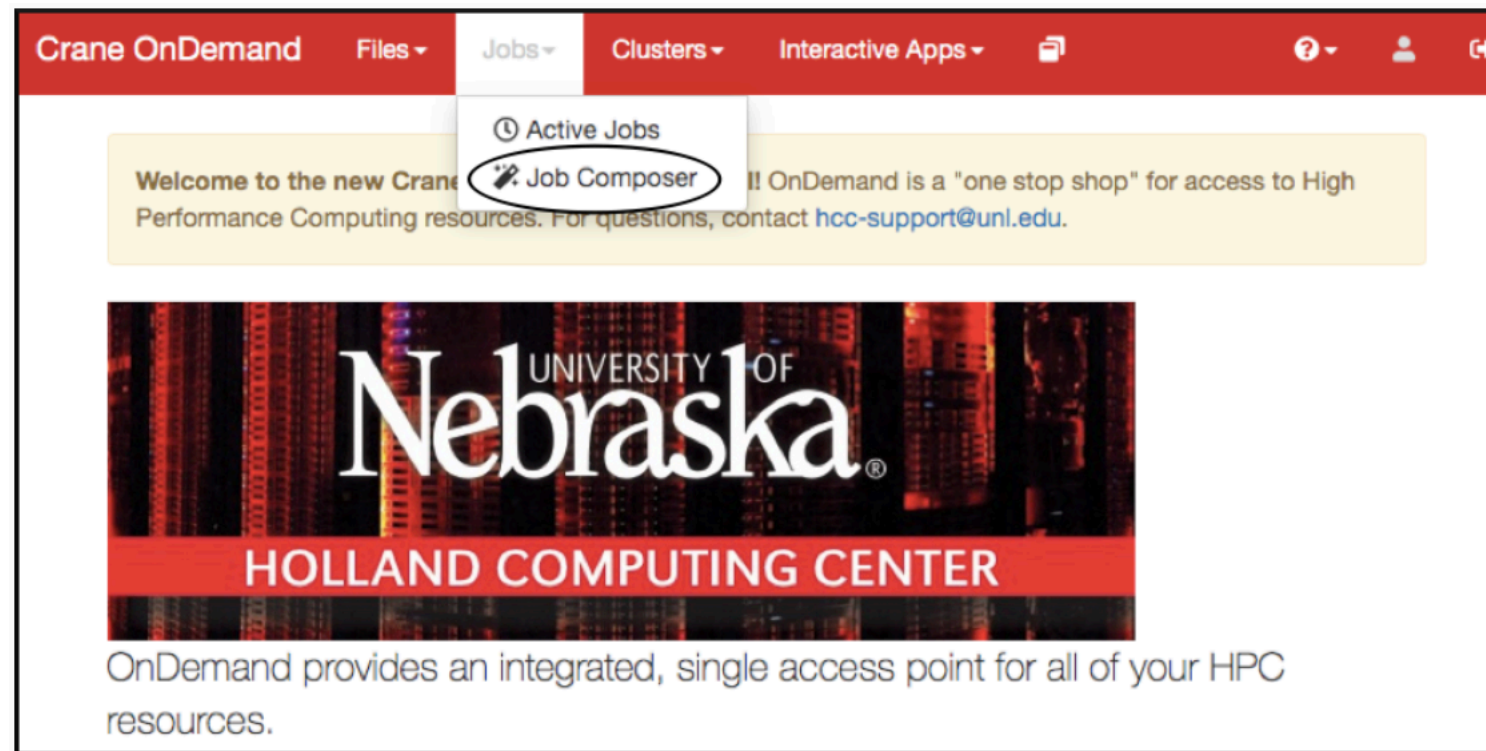 Crane OnDemand Files Jobs Clusters Interactive Apps
Active Jobs
Job Composer
Welcome to the new Crane l! OnDemand is a "one stop shop" for access to High
Performance Computing resources. For questions, contact hcc-support@unl.edu.
UNIVERSITY OF
Nebraska®
HOLLAND COMPUTING CENTER
OnDemand provides an integrated, single access point for all of your HPC
resources.